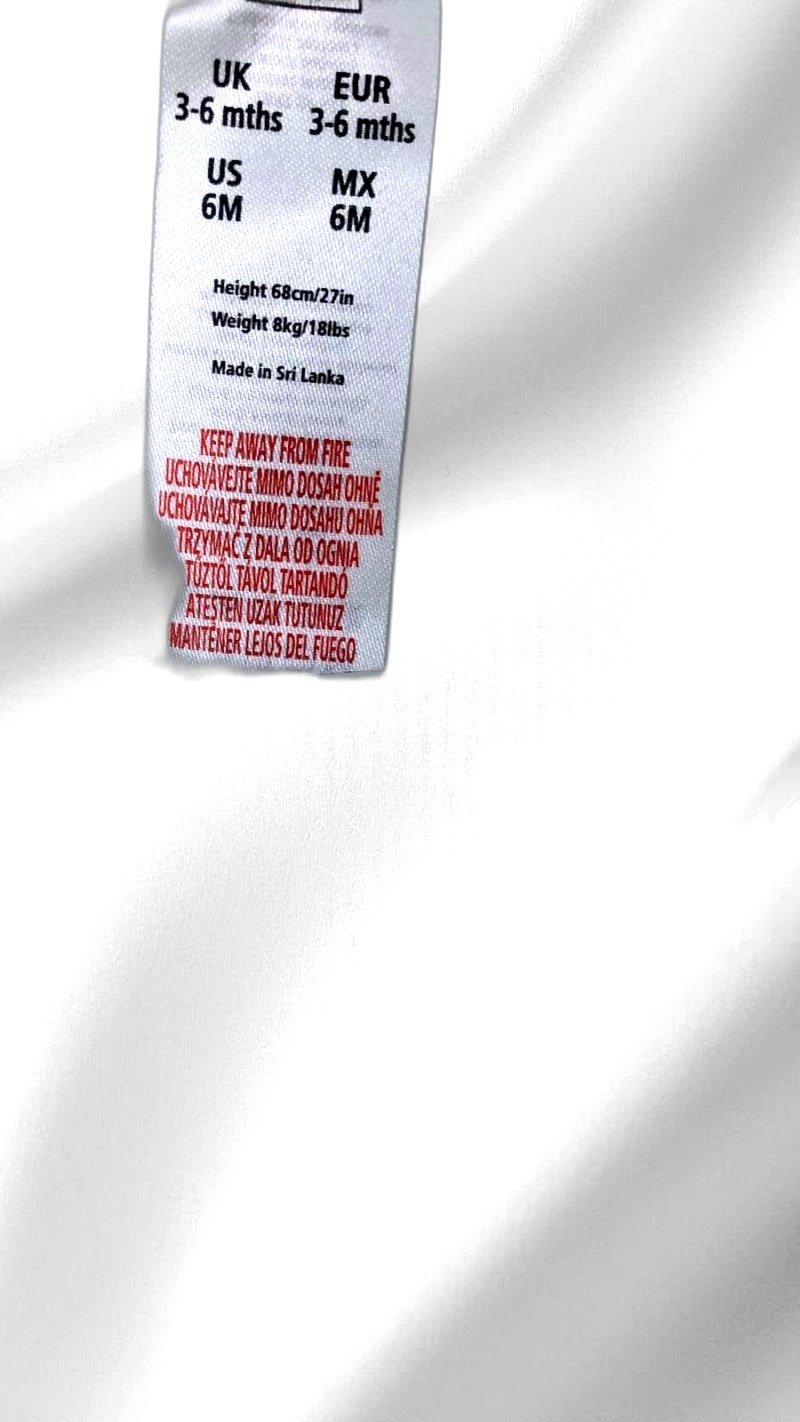 UK EUR
3-6 mths 3-6 mths
US MX
6M 6M
Height 68cm/27in
Weight 8kg/18lbs
Made in Sri Lanka
KEEP AWAY FROM FIRE
UCHOVÁVEJTE MIMO DOSAH OHNĚ
UCHOVÁVAJTE MIMO DOSAHU OHŇA
TRZYMAĆ Z DALA OD OGNIA
TŰZTŐL TÁVOL TARTANDÓ
ATEŞTEN UZAK TUTUNUZ
MANTENER LEJOS DEL FUEGO